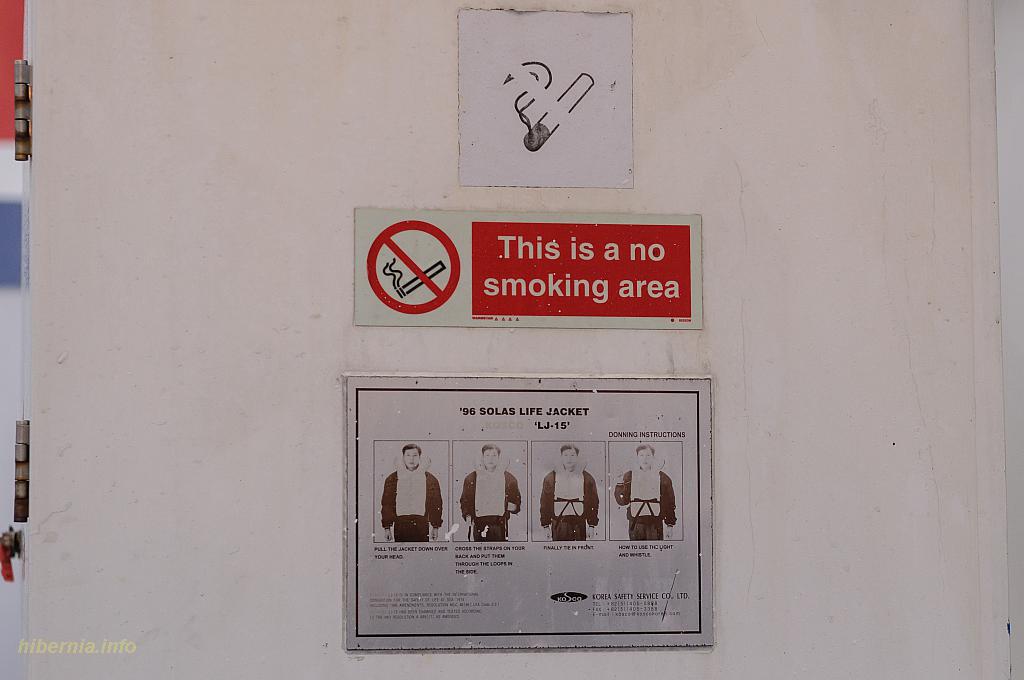 This is a no
smoking area
'96 SOLAS LIFE JACKET
KOSCO 'LJ-15'
DONNING INSTRUCTIONS
PULL THE JACKET DOWN OVER
YOUR HEAD.
CROSS THE STRAPS ON YOUR
BACK AND PUT THEM
THROUGH THE LOOPS IN
THE SIDE.
FINALLY TIE IN FRONT.
HOW TO USE THE LIGHT
AND WHISTLE.
KOSCO KOREA SAFETY SERVICE CO., LTD.
hibernia.info